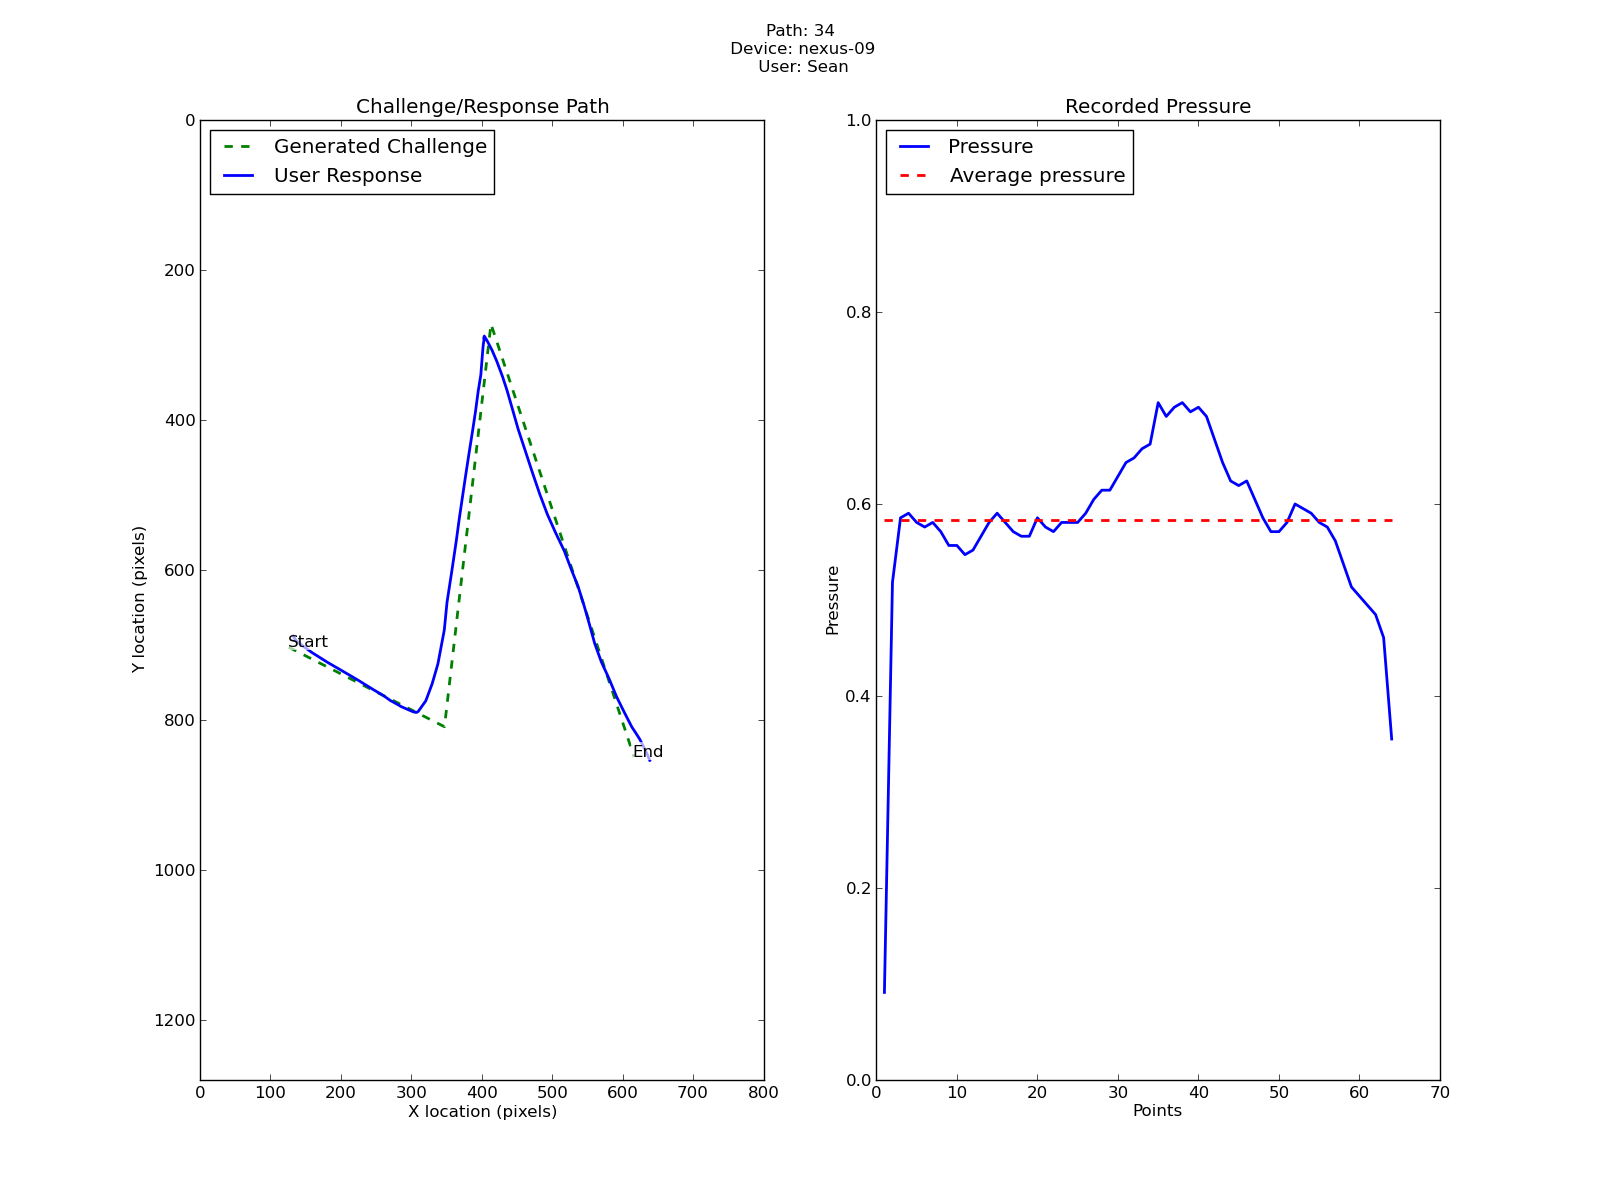 Path: 34
Device: nexus-09
User: Sean
Challenge/Response Path
Generated Challenge
User Response
0
200
400
600
800
1000
1200
Y location (pixels)
Start
End
0 100 200 300 400 500 600 700 800
X location (pixels)
Recorded Pressure
Pressure
Average pressure
1.0
0.8
0.6
0.4
0.2
0.0
Pressure
0 10 20 30 40 50 60 70
Points